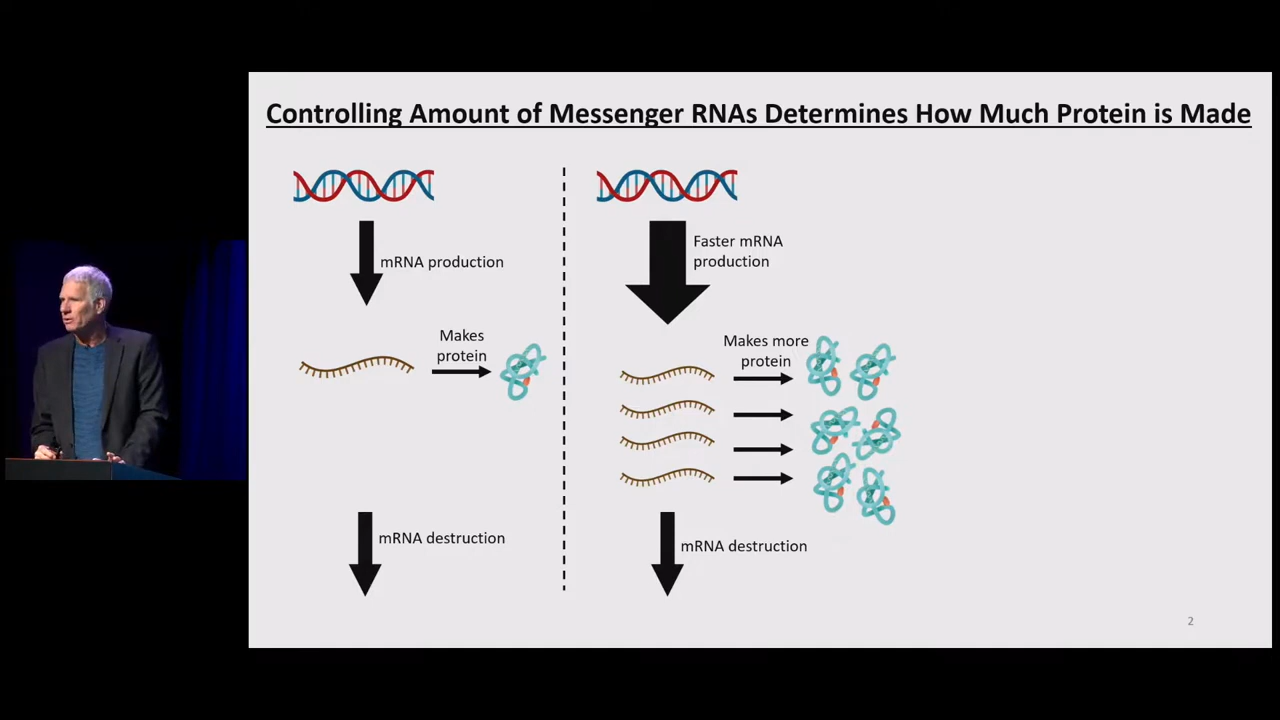 Controlling Amount of Messenger RNAs Determines How Much Protein is Made
mRNA production
Makes
protein
mRNA destruction
Faster mRNA
production
Makes more
protein
mRNA destruction
2